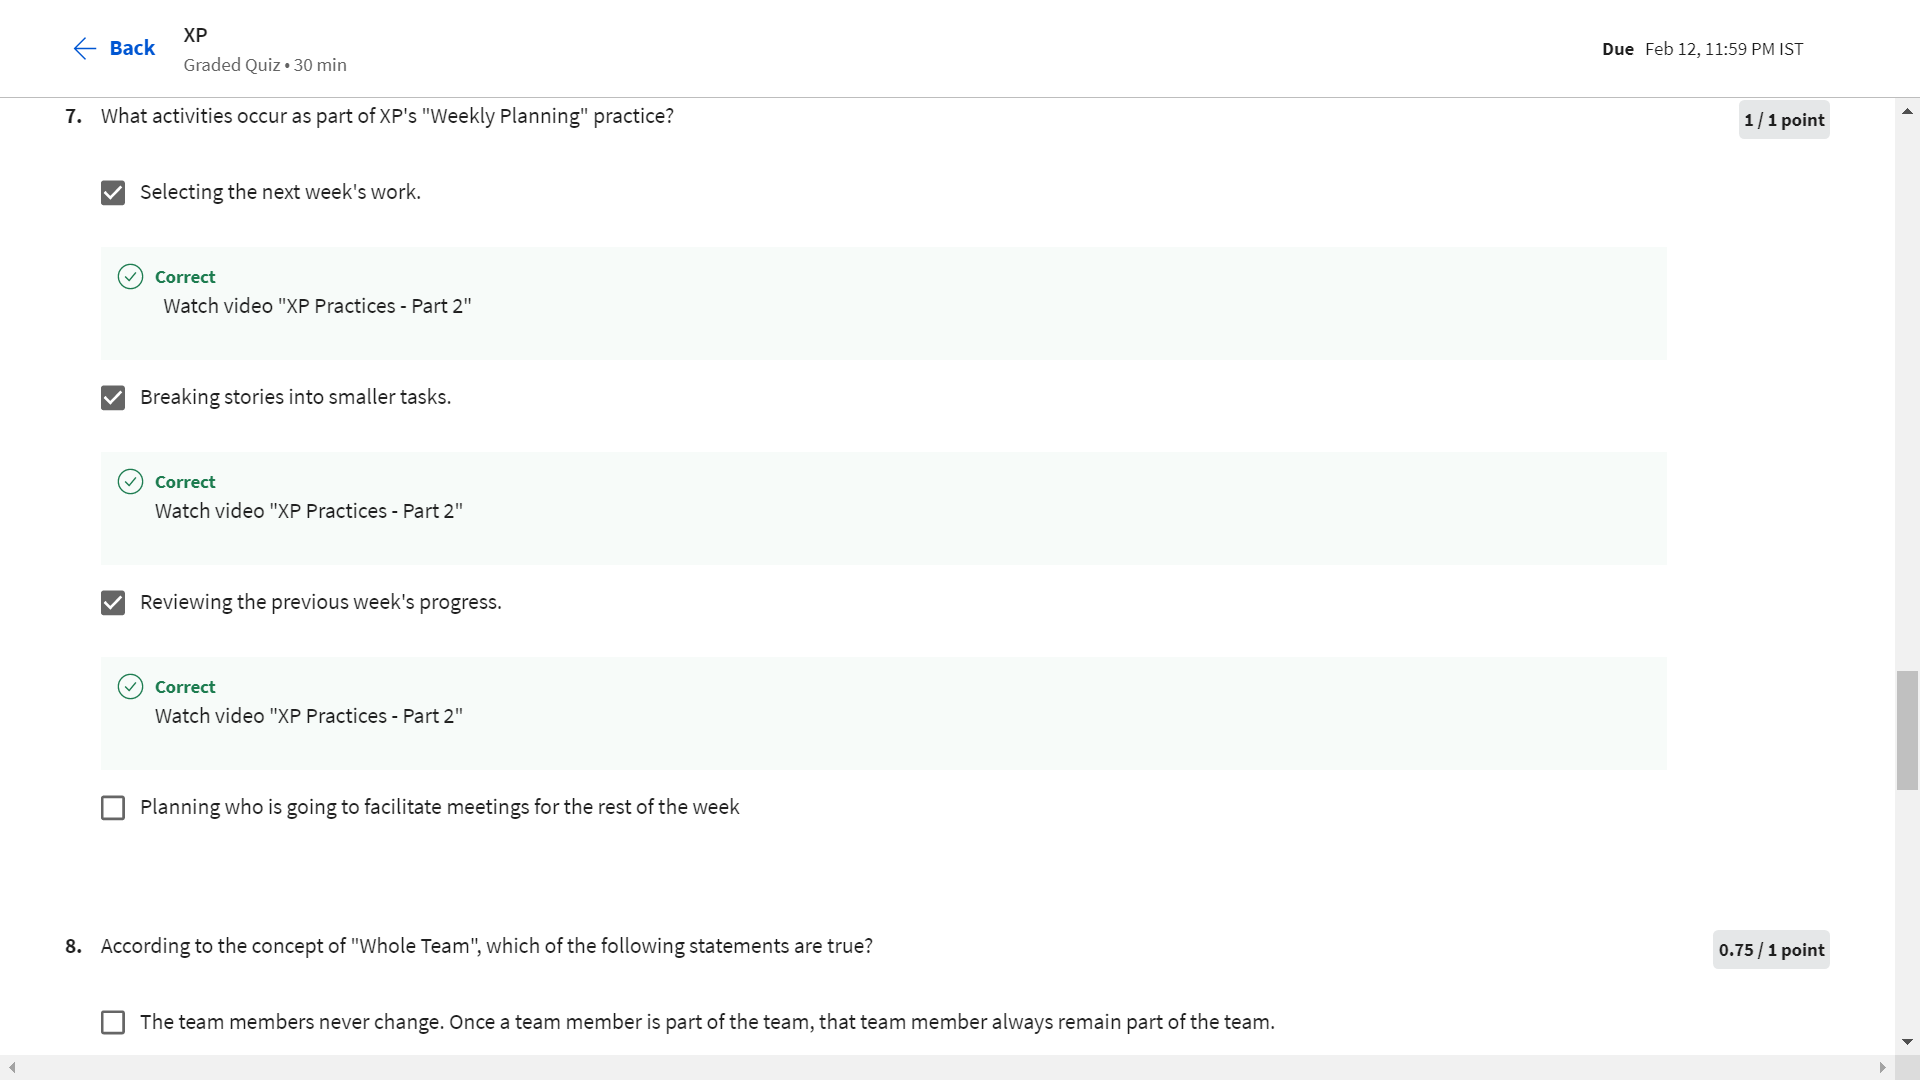 Back
XP
Graded Quiz • 30 min
Due Feb 12, 11:59 PM IST
7. What activities occur as part of XP's "Weekly Planning" practice?
1 / 1 point
Selecting the next week's work.
Correct
Watch video "XP Practices - Part 2"
Breaking stories into smaller tasks.
Correct
Watch video "XP Practices - Part 2"
Reviewing the previous week's progress.
Correct
Watch video "XP Practices - Part 2"
Planning who is going to facilitate meetings for the rest of the week
8. According to the concept of "Whole Team", which of the following statements are true?
0.75 / 1 point
The team members never change. Once a team member is part of the team, that team member always remain part of the team.